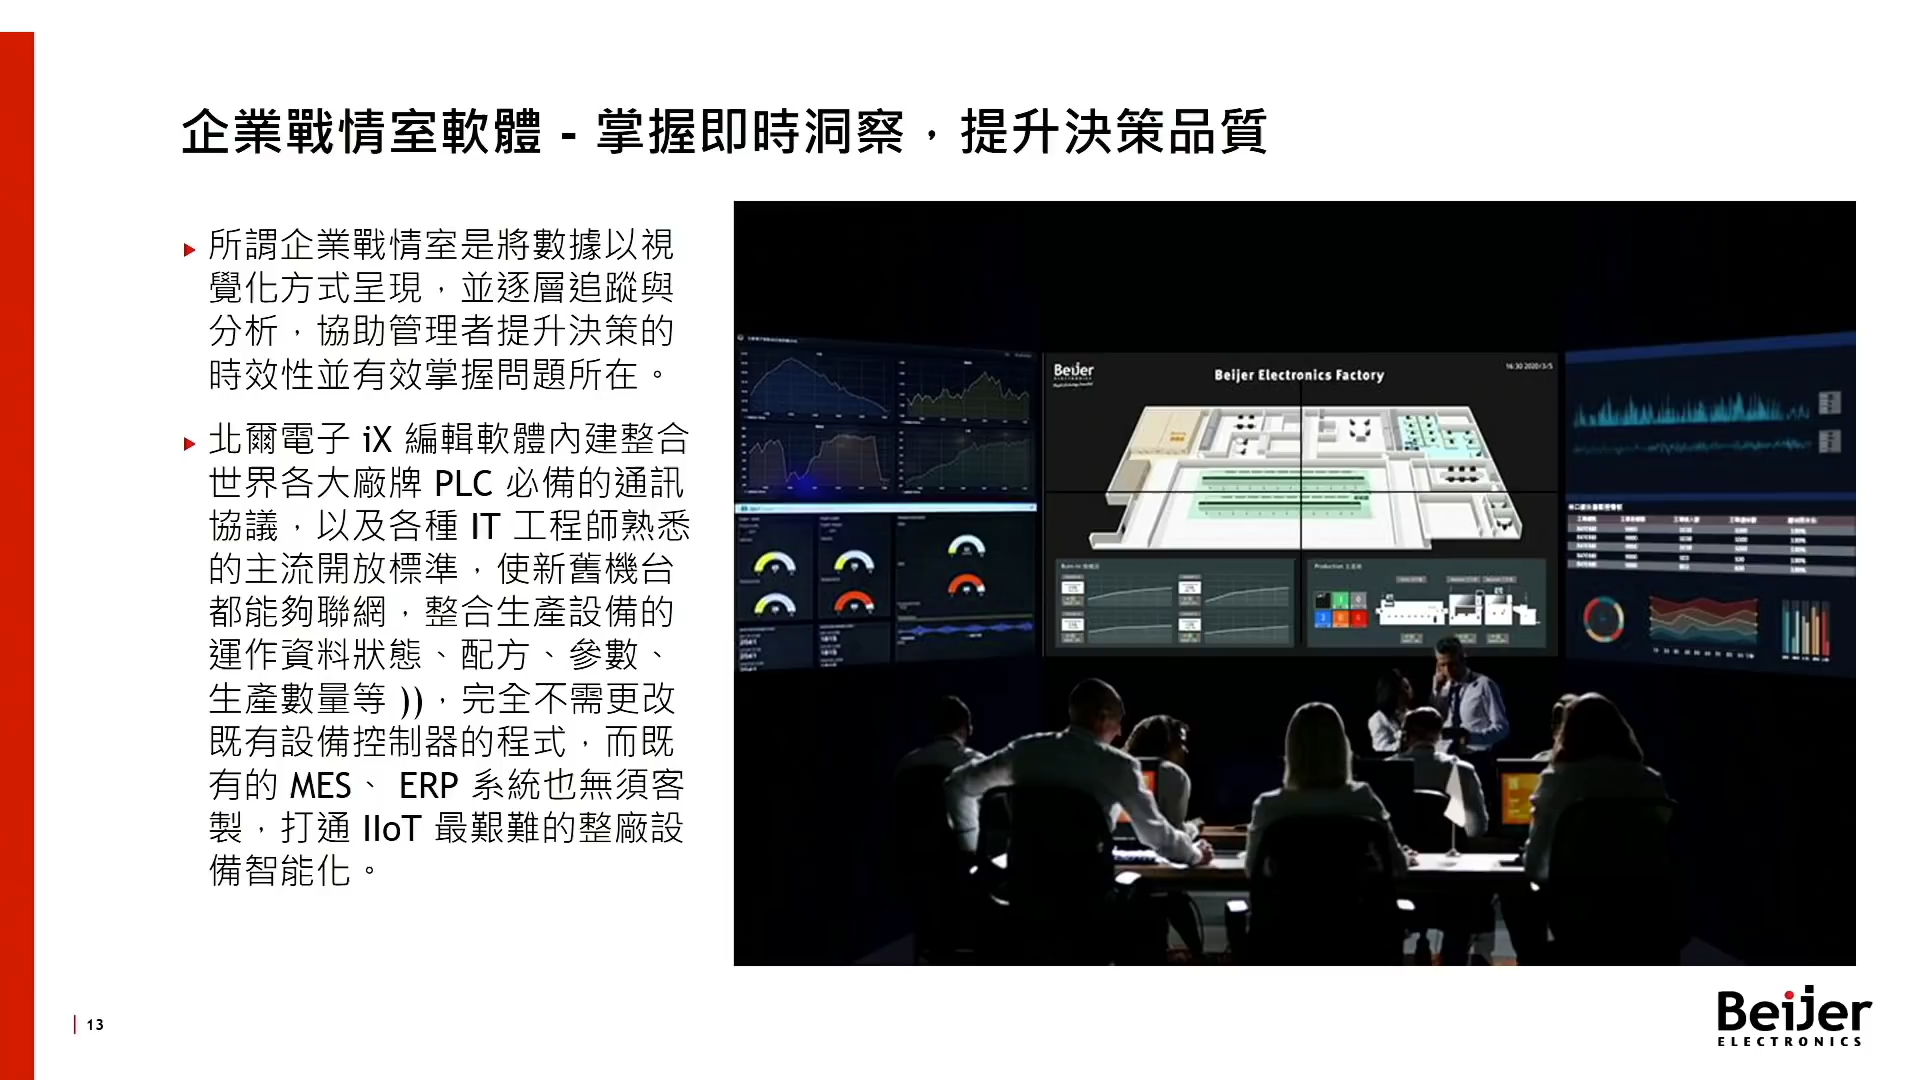 企業戰情室軟體 - 掌握即時洞察，提升決策品質
所謂企業戰情室是將數據以視
覺化方式呈現，並逐層追蹤與
分析，協助管理者提升決策的
時效性並有效掌握問題所在。
北爾電子 iX 編輯軟體內建整合
世界各大廠牌 PLC 必備的通訊
協議，以及各種 IT 工程師熟悉
的主流開放標準，使新舊機台
都能夠聯網，整合生產設備的
運作資料狀態、配方、參數、
生產數量等 ))，完全不需更改
既有設備控制器的程式，而既
有的 MES、 ERP 系統也無須客
製，打通 IIoT 最艱難的整廠設
備智能化。
Beijer
ELECTRONICS
Beijer Electronics Factory
16:30 2020/3/5
Production
13
Beijer
ELECTRONICS